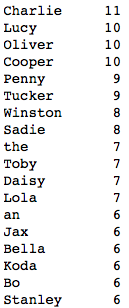 Charlie 11
Lucy 10
Oliver 10
Cooper 10
Penny 9
Tucker 9
Winston 8
Sadie 8
the 7
Toby 7
Daisy 7
Lola 7
an 6
Jax 6
Bella 6
Koda 6
Bo 6
Stanley 6